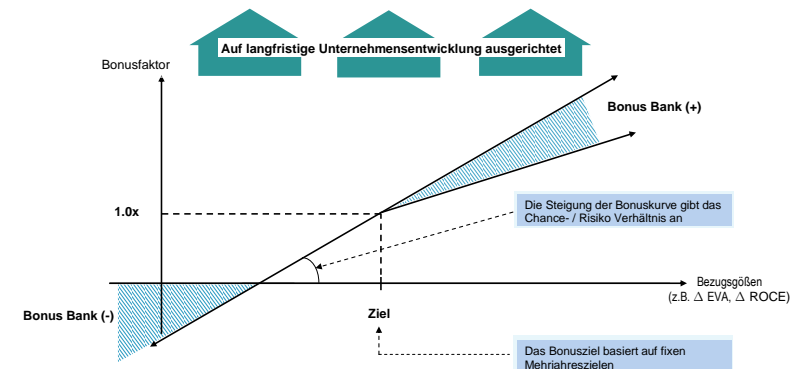 Auf langfristige Unternehmensentwicklung ausgerichtet
Bonusfaktor
Bonus Bank (+)
1.0x
Die Steigung der Bonuskurve gibt das
Chance- / Risiko Verhältnis an
Bezugsgößen
(z.B. Δ EVA, Δ ROCE)
Bonus Bank (-)
Ziel
Das Bonusziel basiert auf fixen
Mehrjahreszielen